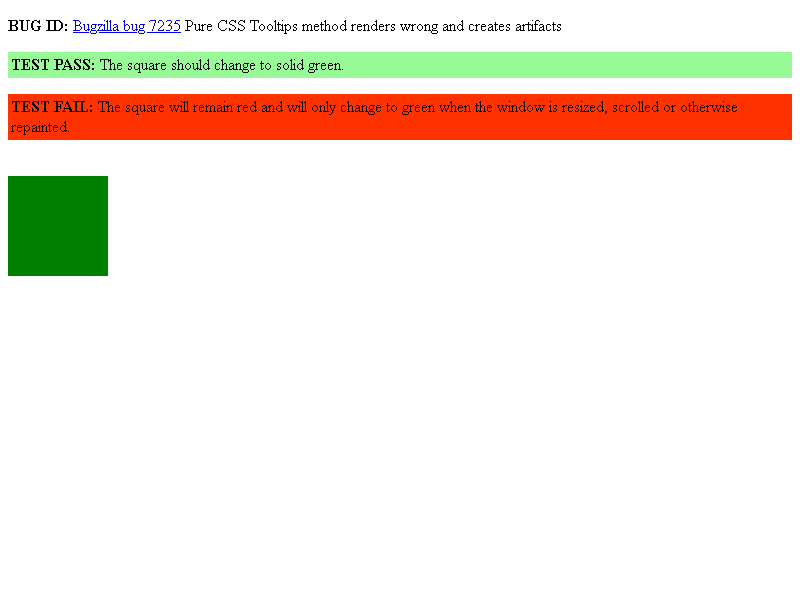 BUG ID: Bugzilla bug 7235 Pure CSS Tooltips method renders wrong and creates artifacts
TEST PASS: The square should change to solid green.
TEST FAIL: The square will remain red and will only change to green when the window is resized, scrolled or otherwise
repainted.